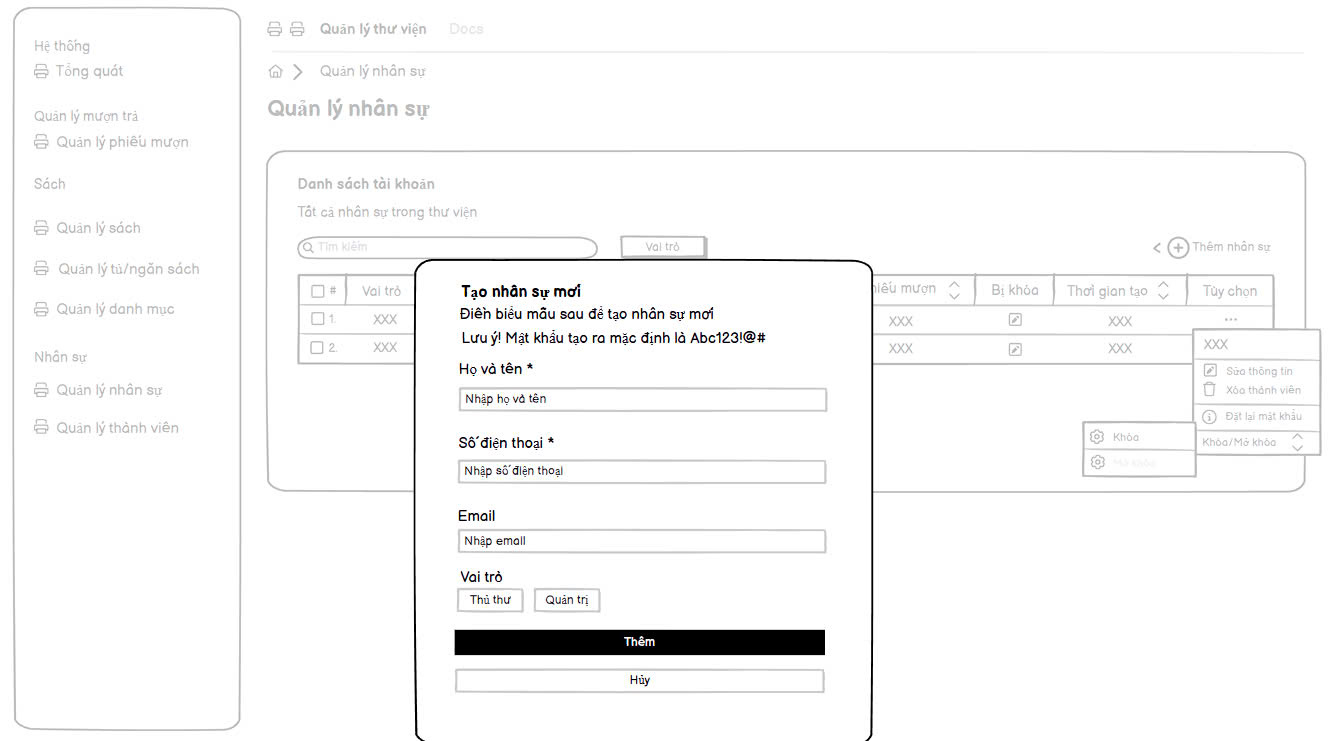 Hệ thống
Tổng quát
Quản lý mượn trả
Quản lý phiếu mượn
Sách
Quản lý sách
Quản lý tủ/ngăn sách
Quản lý danh mục
Nhân sự
Quản lý nhân sự
Quản lý thành viên
Quản lý thư viện Docs
Quản lý nhân sự
Quản lý nhân sự
Danh sách tài khoản
Tất cả nhân sự trong thư viện
Tìm kiếm Vai trò Thêm nhân sự
# Vai trò mượn Bị khóa Thời gian tạo Tùy chọn
1. XXX XXX XXX ...
2. XXX XXX XXX
XXX
Sửa thông tin
Xóa thành viên
Đặt lại mật khẩu
Khóa/Mở khóa
Khóa
Mở khóa
Tạo nhân sự mới
Điền biểu mẫu sau để tạo nhân sự mới
Lưu ý! Mật khẩu tạo ra mặc định là Abc123!@#
Họ và tên *
Nhập họ và tên
Số điện thoại *
Nhập số điện thoại
Email
Nhập email
Vai trò
Thủ thư Quản trị
Thêm
Hủy